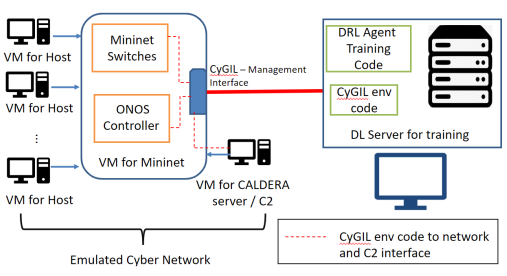 VM for Host
VM for Host
⋮
VM for Host
Mininet
Switches
ONOS
Controller
VM for Mininet
CyGIL – Management
Interface
VM for CALDERA
server / C2
Emulated Cyber Network
DRL Agent
Training
Code
CyGIL env
code
DL Server for training
CyGIL env code to network
and C2 interface